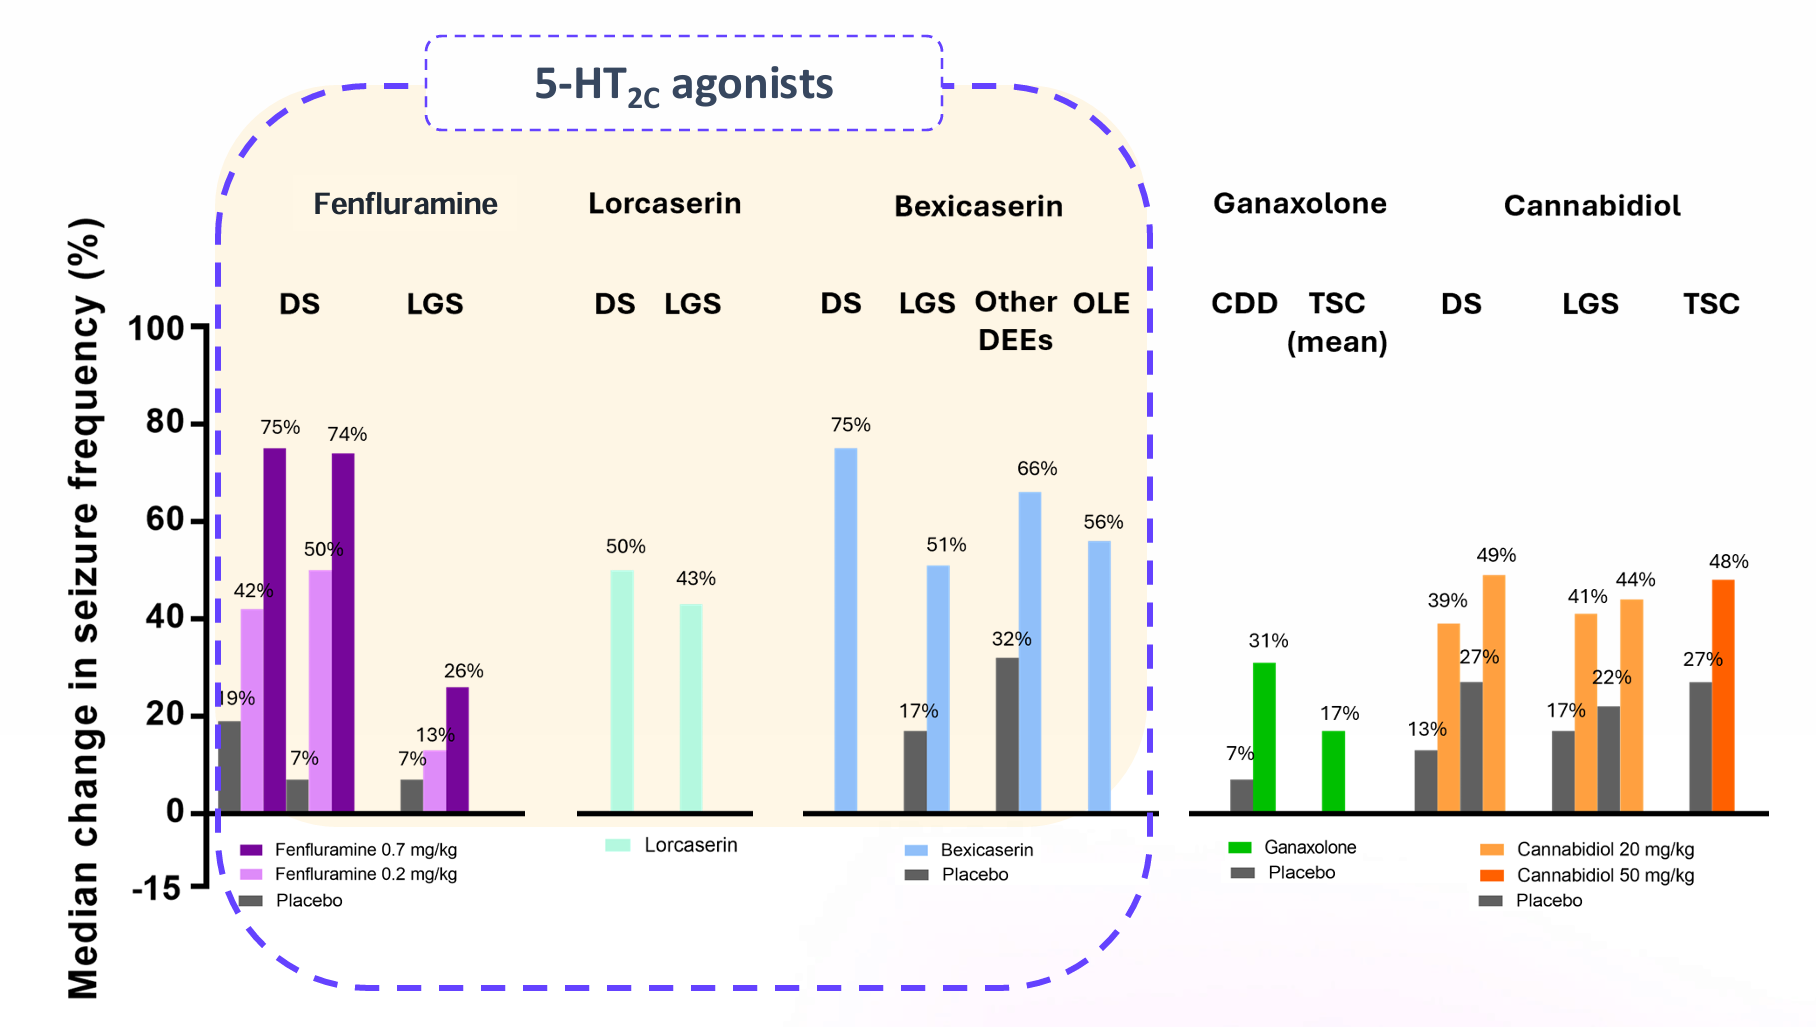 5-HT2C agonists
Fenfluramine
Lorcaserin
Bexicaserin
Ganaxolone
Cannabidiol
DS
LGS
DS
LGS
DS
LGS
Other
DEEs
OLE
CDD
TSC
(mean)
DS
LGS
TSC
Median change in seizure frequency (%)
100
80
60
40
20
0
-15
19%
42%
75%
7%
50%
74%
7%
13%
26%
50%
43%
75%
17%
51%
32%
66%
56%
7%
31%
17%
13%
39%
27%
49%
17%
41%
22%
44%
27%
48%
Fenfluramine 0.7 mg/kg
Fenfluramine 0.2 mg/kg
Placebo
Lorcaserin
Bexicaserin
Placebo
Ganaxolone
Placebo
Cannabidiol 20 mg/kg
Cannabidiol 50 mg/kg
Placebo